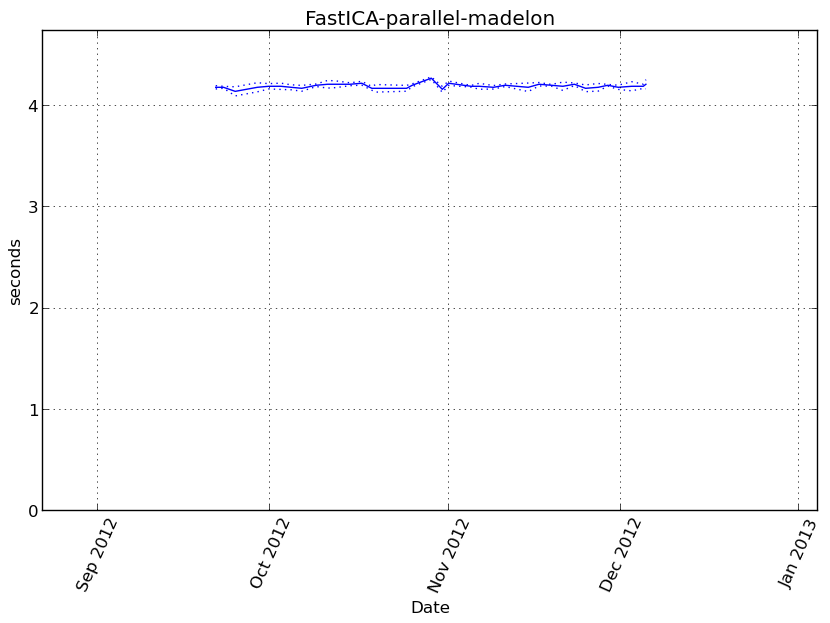 FastICA-parallel-madelon
seconds
4
3
2
1
0
Sep 2012
Oct 2012
Nov 2012
Dec 2012
Jan 2013
Date